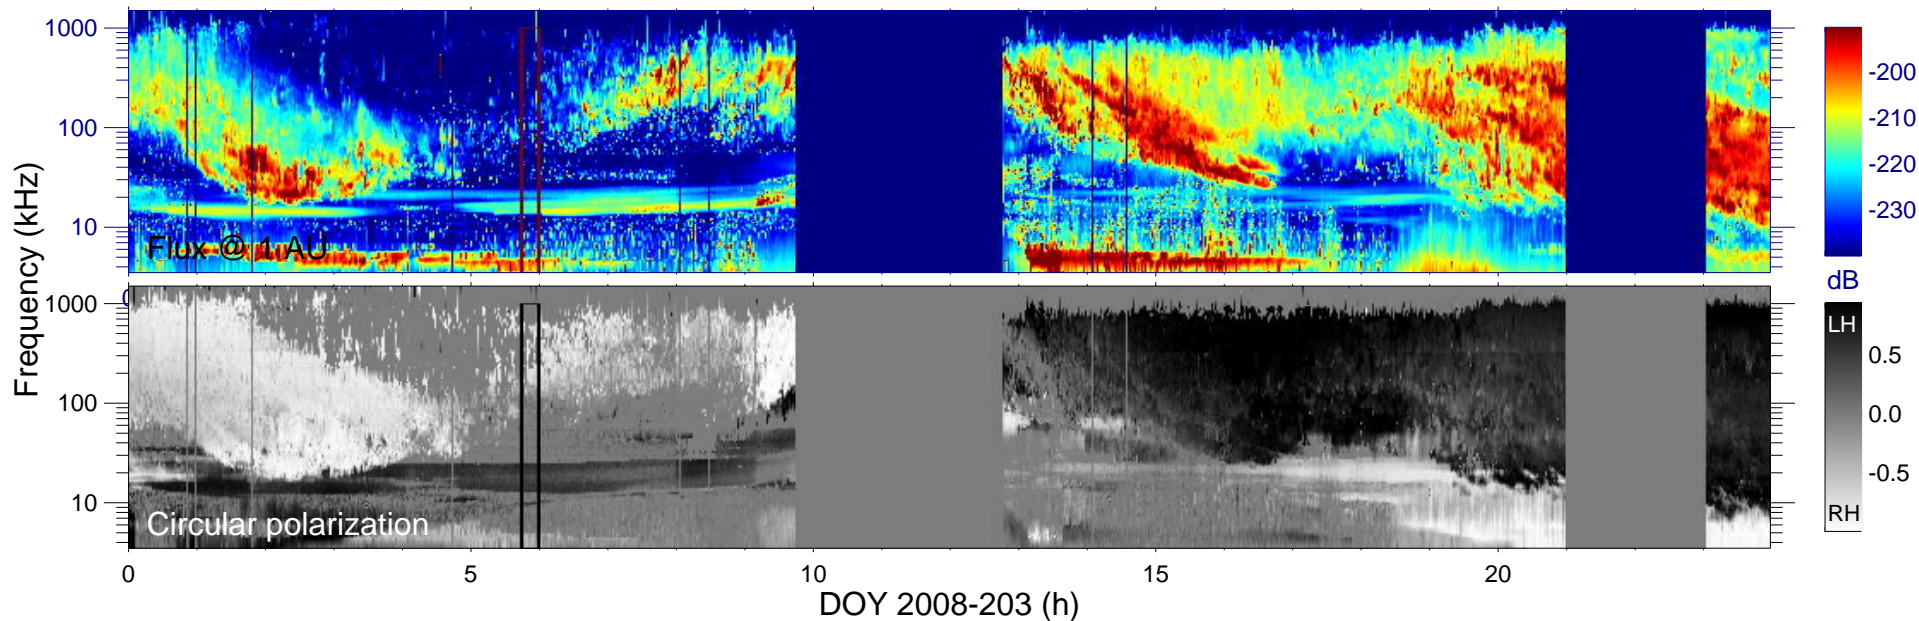 1000
100
10
Frequency (kHz)
Flux @ 1 AU
-200
-210
-220
-230
dB
1000
100
10
Circular polarization
LH
0.5
0.0
-0.5
RH
0 5 10 15 20
DOY 2008-203 (h)